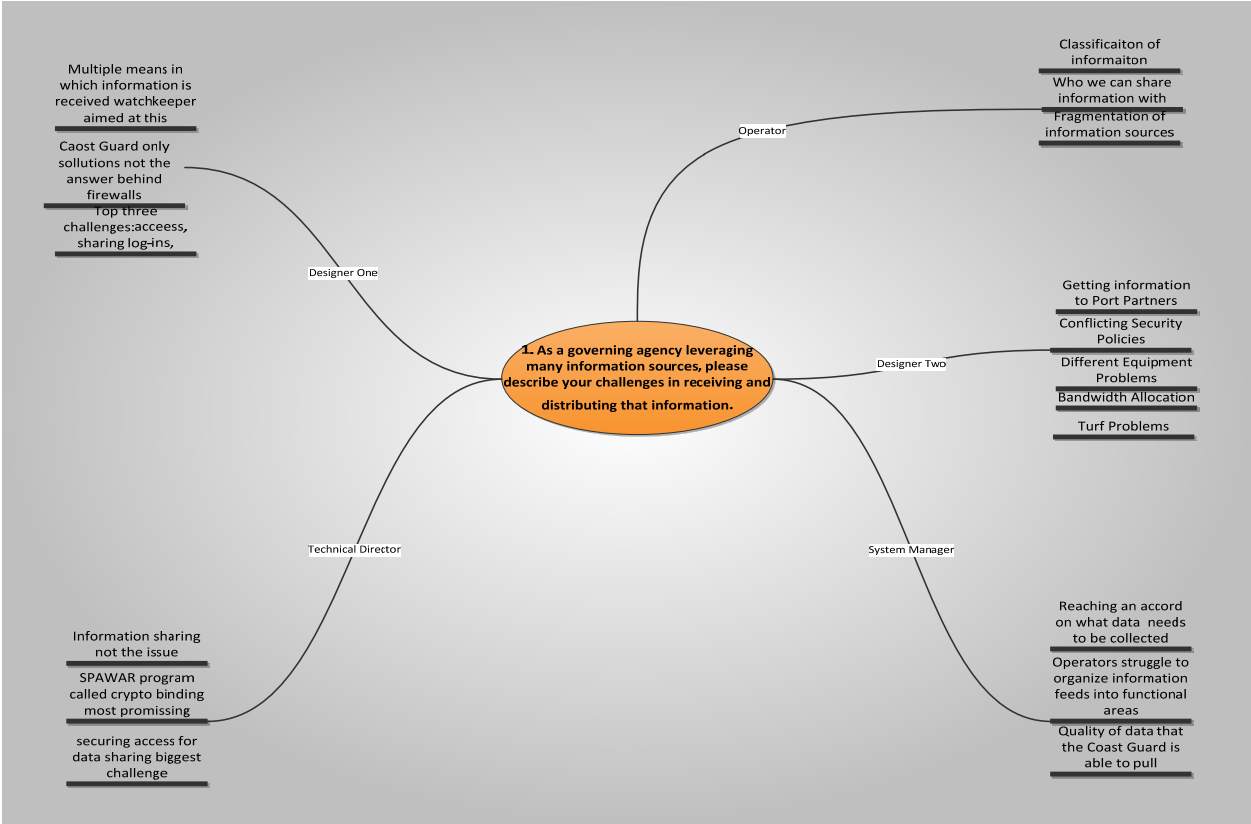 Multiple means in
which information is
received watchkeeper
aimed at this
Caost Guard only
sollutions not the
answer behind
firewalls
Top three
challenges:acceess,
sharing log-ins,
Designer One
Operator
Classificaiton of
informaiton
Who we can share
information with
Fragmentation of
information sources
1. As a governing agency leveraging
many information sources, please
describe your challenges in receiving and
distributing that information.
Designer Two
Getting information
to Port Partners
Conflicting Security
Policies
Different Equipment
Problems
Bandwidth Allocation
Turf Problems
Technical Director
Information sharing
not the issue
SPAWAR program
called crypto binding
most promissing
securing access for
data sharing biggest
challenge
System Manager
Reaching an accord
on what data needs
to be collected
Operators struggle to
organize information
feeds into functional
areas
Quality of data that
the Coast Guard is
able to pull